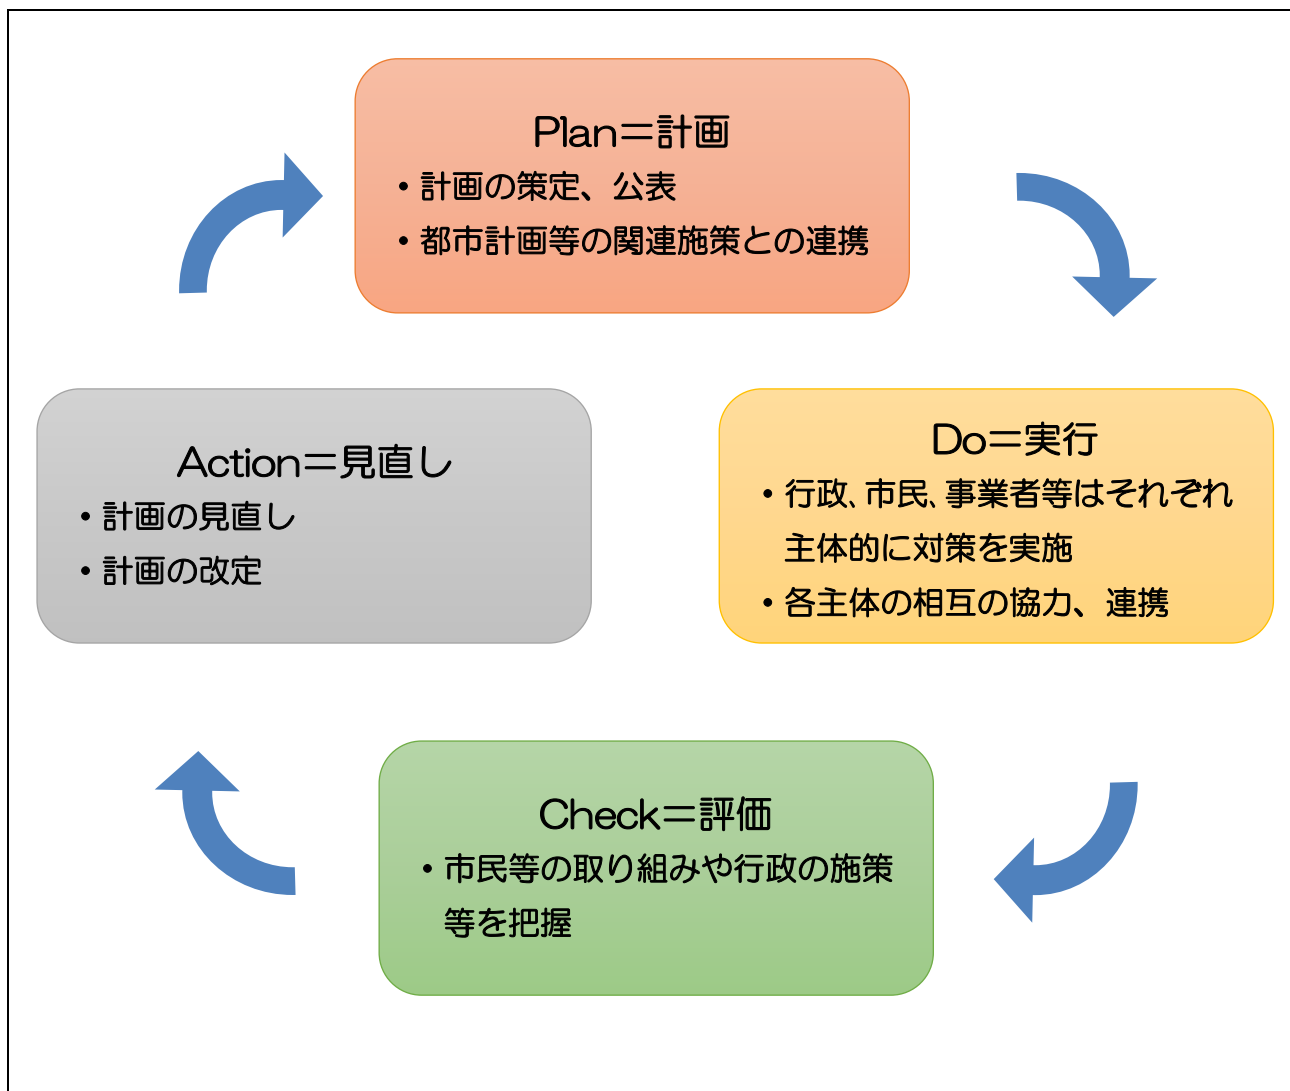 Plan＝計画
・計画の策定、公表
・都市計画等の関連施策との連携
Do＝実行
・行政、市民、事業者等はそれぞれ
主体的に対策を実施
・各主体の相互の協力、連携
Check＝評価
・市民等の取り組みや行政の施策
等を把握
Action＝見直し
・計画の見直し
・計画の改定